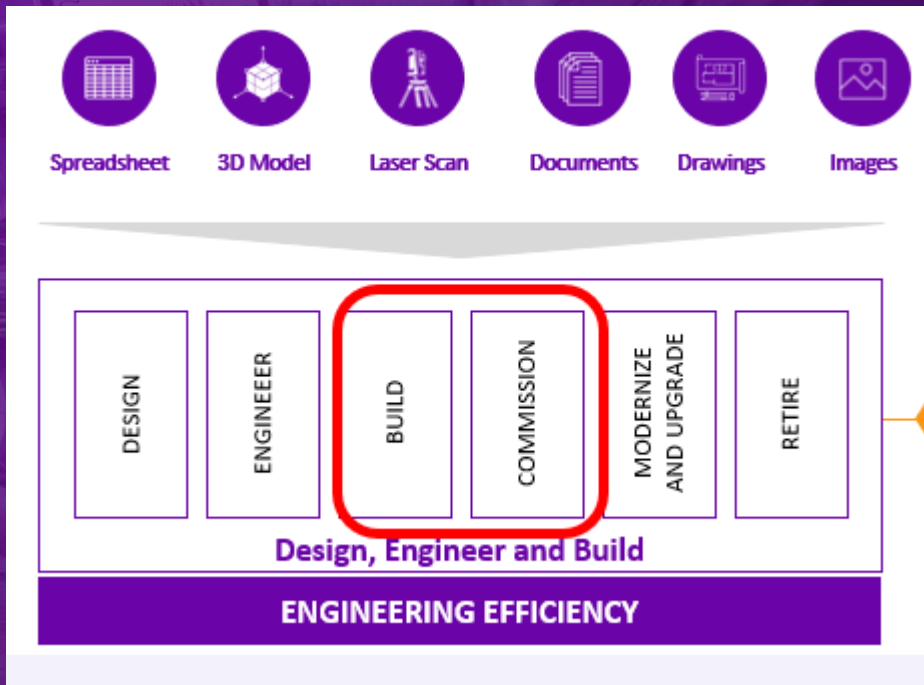 Spreadsheet 3D Model Laser Scan Documents Drawings Images
DESIGN
ENGINEEER
BUILD
COMMISSION
MODERNIZE
AND UPGRADE
RETIRE
Design, Engineer and Build
ENGINEERING EFFICIENCY